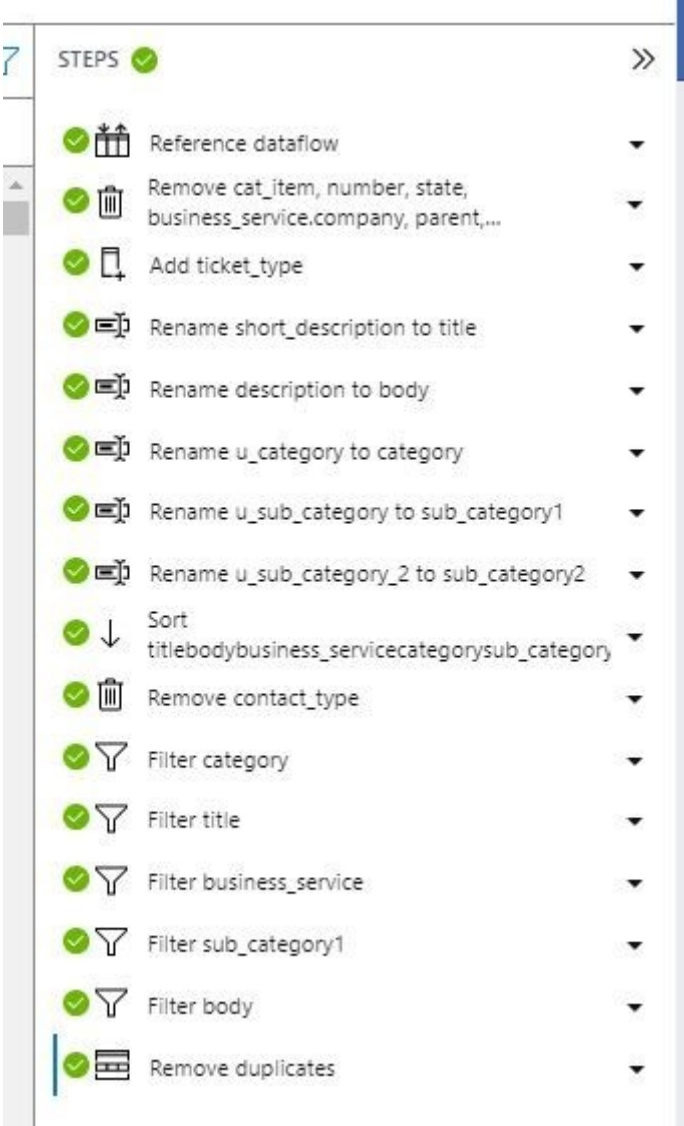 STEPS
Reference dataflow
Remove cat_item, number, state,
business_service.company, parent,...
Add ticket_type
Rename short_description to title
Rename description to body
Rename u_category to category
Rename u_sub_category to sub_category1
Rename u_sub_category_2 to sub_category2
Sort
titlebodybusiness_servicecategorysub_category
Remove contact_type
Filter category
Filter title
Filter business_service
Filter sub_category1
Filter body
Remove duplicates